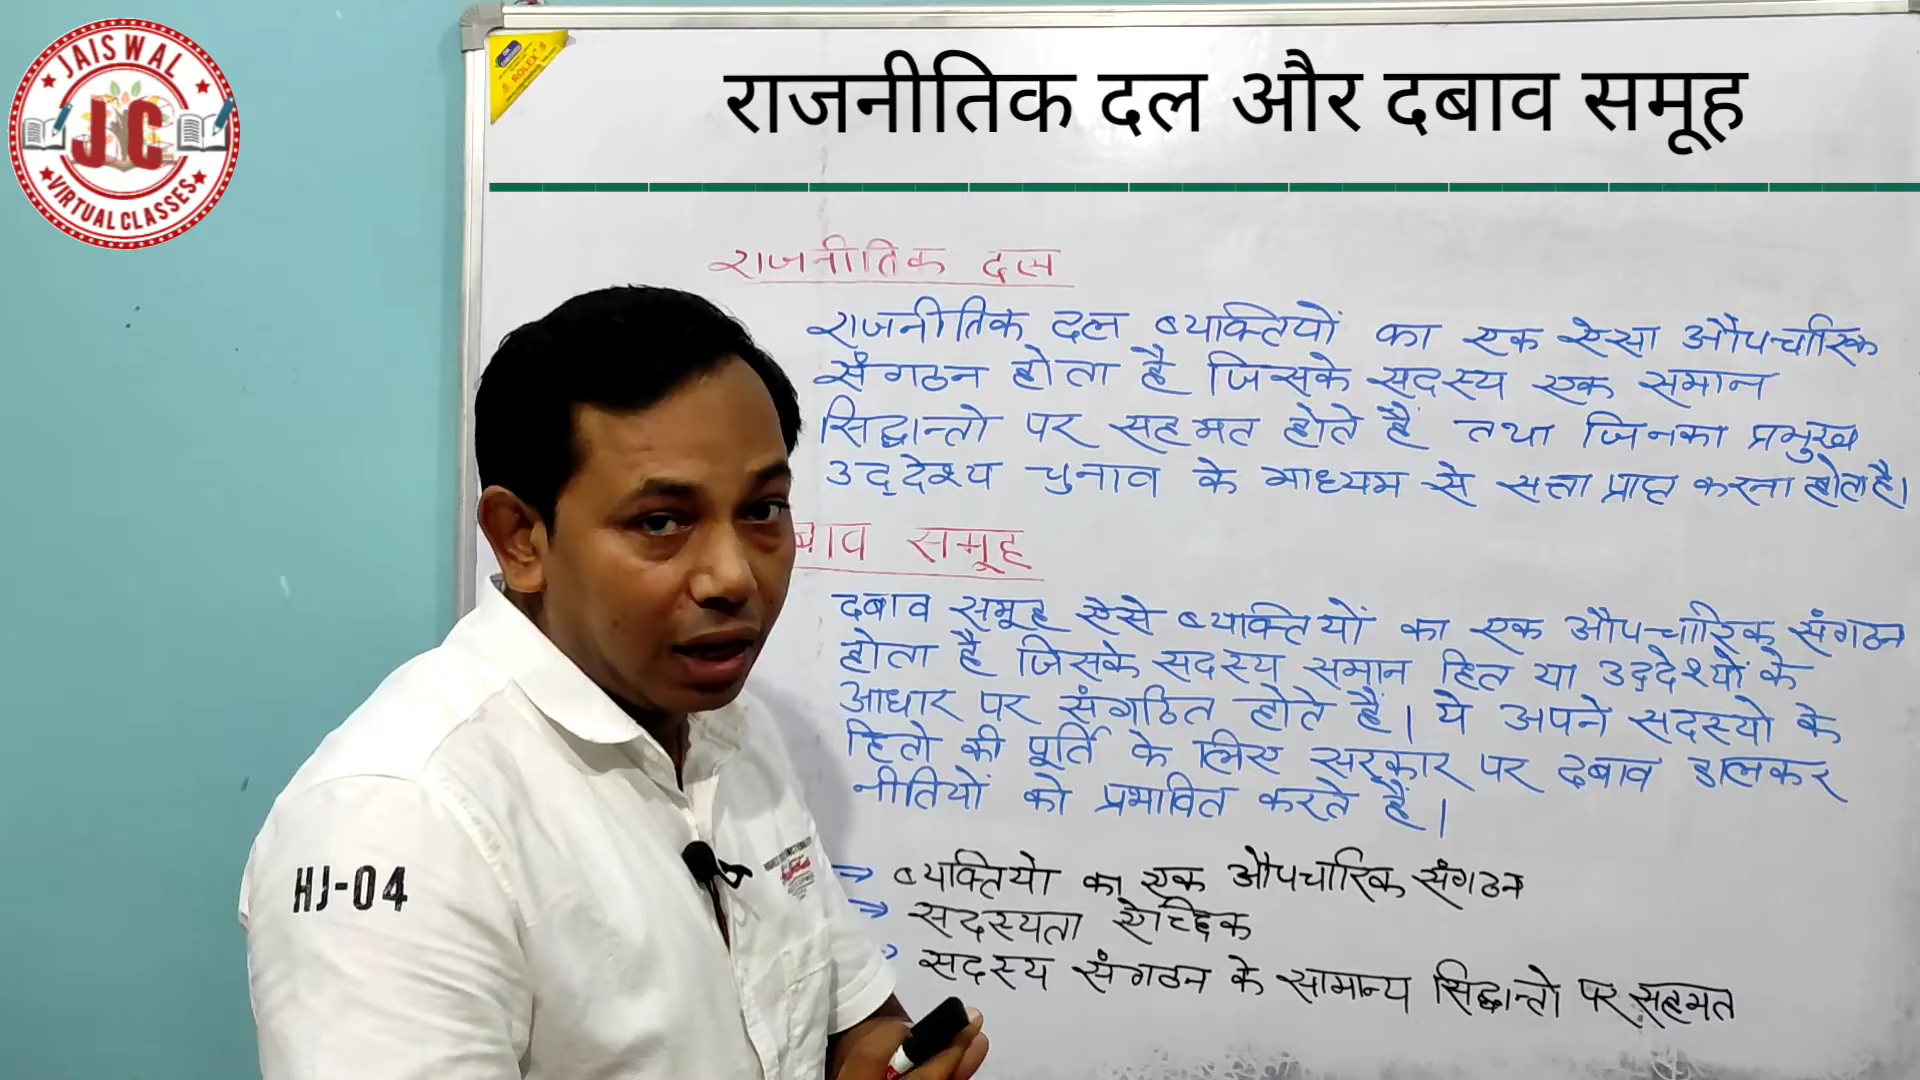 JAISWAL
JC
VIRTUAL CLASSES
ROLEX
राजनीतिक दल और दबाव समूह
राजनीतिक दल
राजनीतिक दल व्यक्तियों का एक ऐसा औपचारिक
संगठन होता है जिसके सदस्य एक समान
सिद्धान्तो पर सहमत होते हैं तथा जिनका प्रमुख
उद्देश्य चुनाव के माध्यम से सत्ता प्राप्त करना होता है।
बाव समूह
दबाव समूह ऐसे व्यक्तियों का एक औपचारिक संगठन
होता है जिसके सदस्य समान हित या उद्देश्यों के
आधार पर संगठित होते हैं। ये अपने सदस्यो के
हितो की पूर्ति के लिए सरकार पर दबाव डालकर
नीतियों को प्रभावित करते हैं।
→ व्यक्तियो का एक औपचारिक संगठन
→ सदस्यता ऐच्छिक
सदस्य संगठन के सामान्य सिद्धान्तो पर सहमत
HJ-04